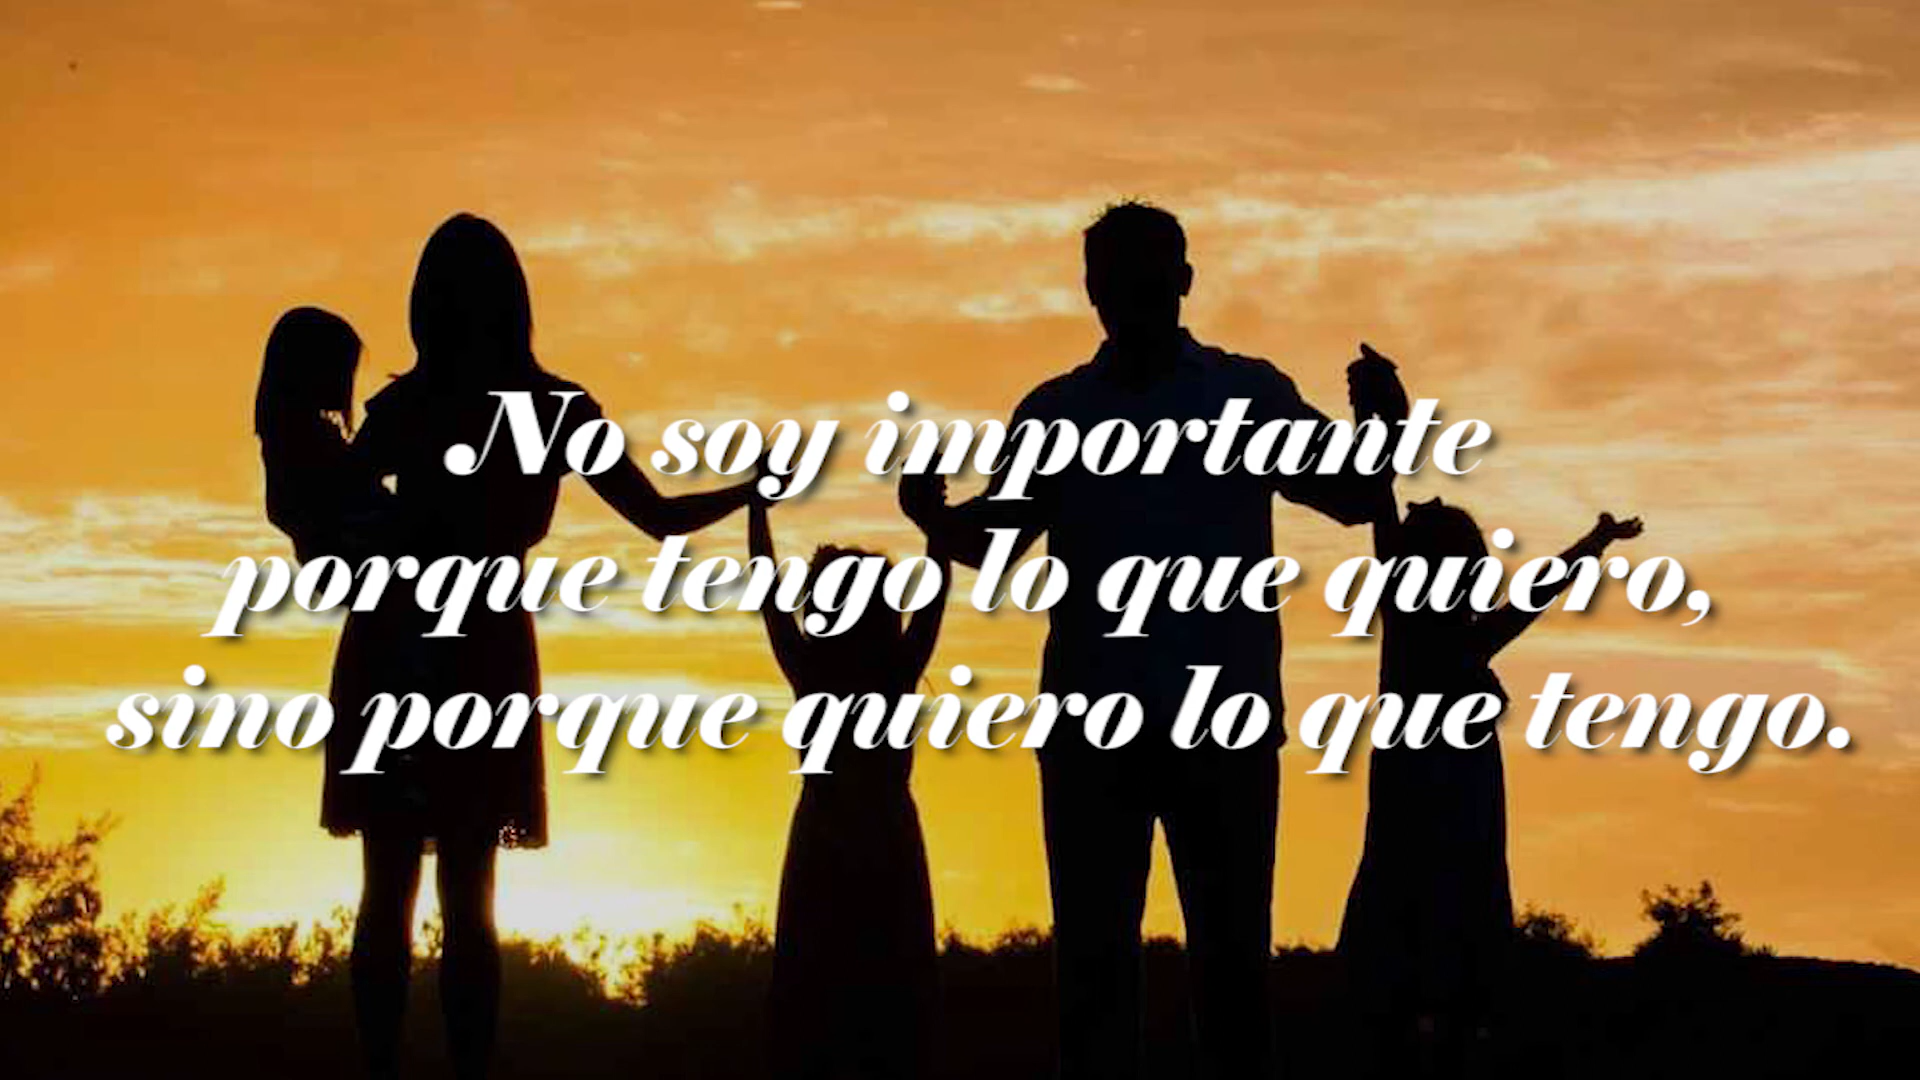 No soy importante
porque tengo lo que quiero,
sino porque quiero lo que tengo.